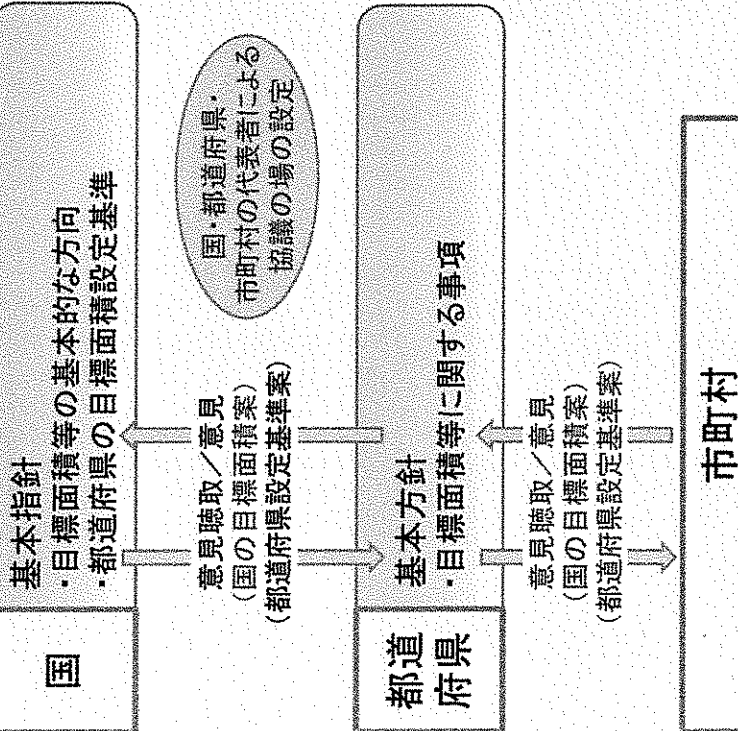 国
基本指針
・目標面積等の基本的な方向
・都道府県の目標面積設定基準
意見聴取／意見
(国の目標面積案)
(都道府県設定基準案)
国・都道府県・
市町村の代表者による
協議の場の設定
都道
府県
基本方針
・目標面積等に関する事項
意見聴取／意見
(国の目標面積案)
(都道府県設定基準案)
市町村